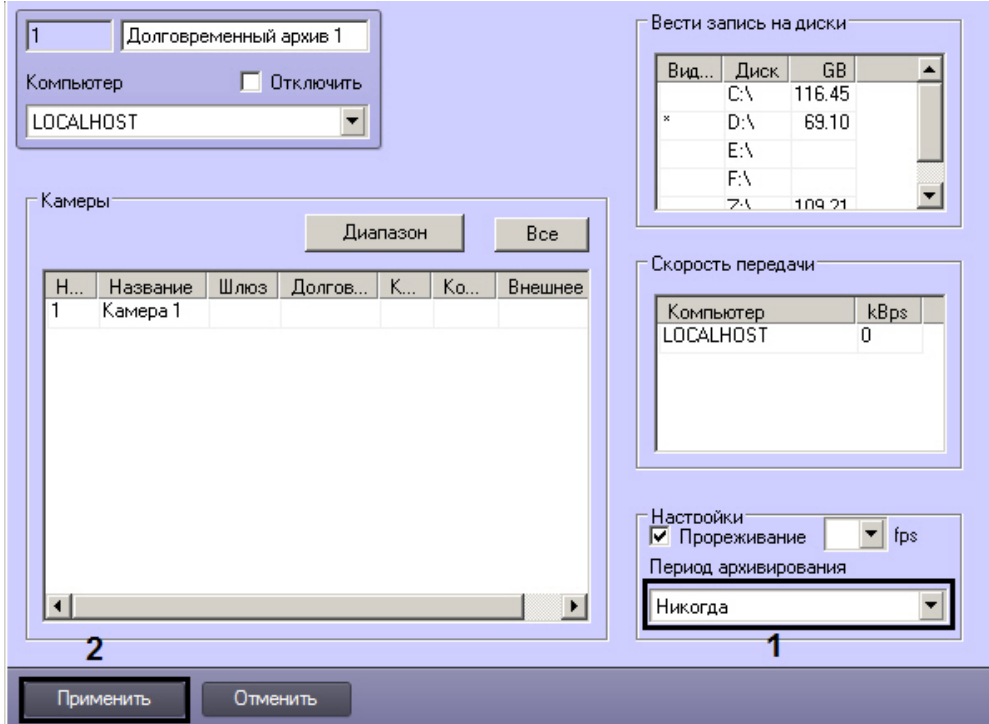 1 Долговременный архив 1
Компьютер Отключить
LOCALHOST
Камеры
Диапазон Все
Н... Название Шлюз Долгов... К... Ко... Внешнее
1 Камера 1
Вести запись на диски
Вид... Диск GB
C:\ 116.45
* D:\ 69.10
E:\
F:\
Z:\ 109.21
Скорость передачи
Компьютер kBps
LOCALHOST 0
Настройки
Прореживание fps
Период архивирования
Никогда
1
2
Применить Отменить